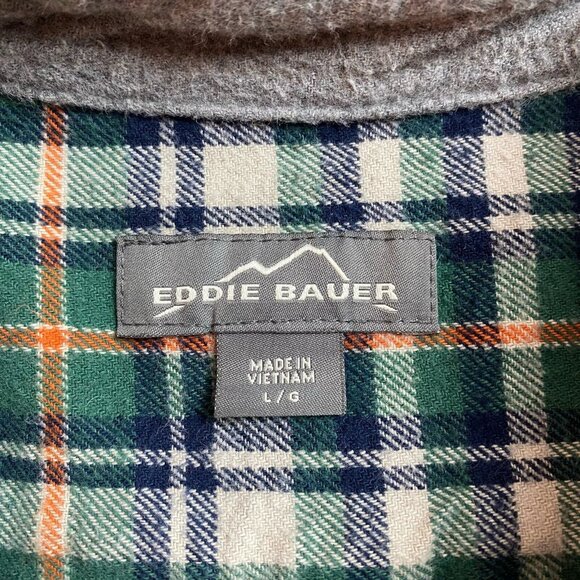 EDDIE BAUER
MADE IN
VIETNAM
L / G